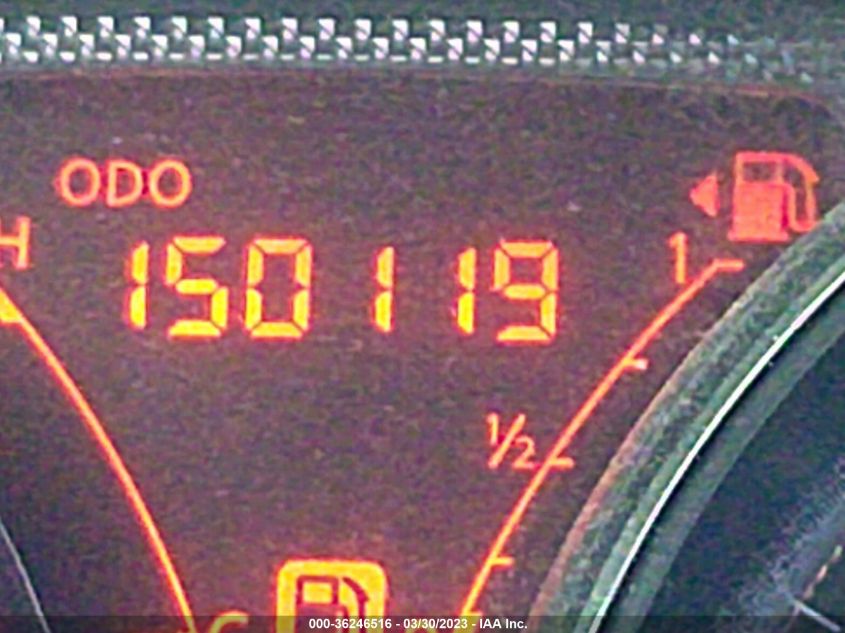 ODO
H
150119
1
1/2
C
000-36246516 - 03/30/2023 - IAA Inc.